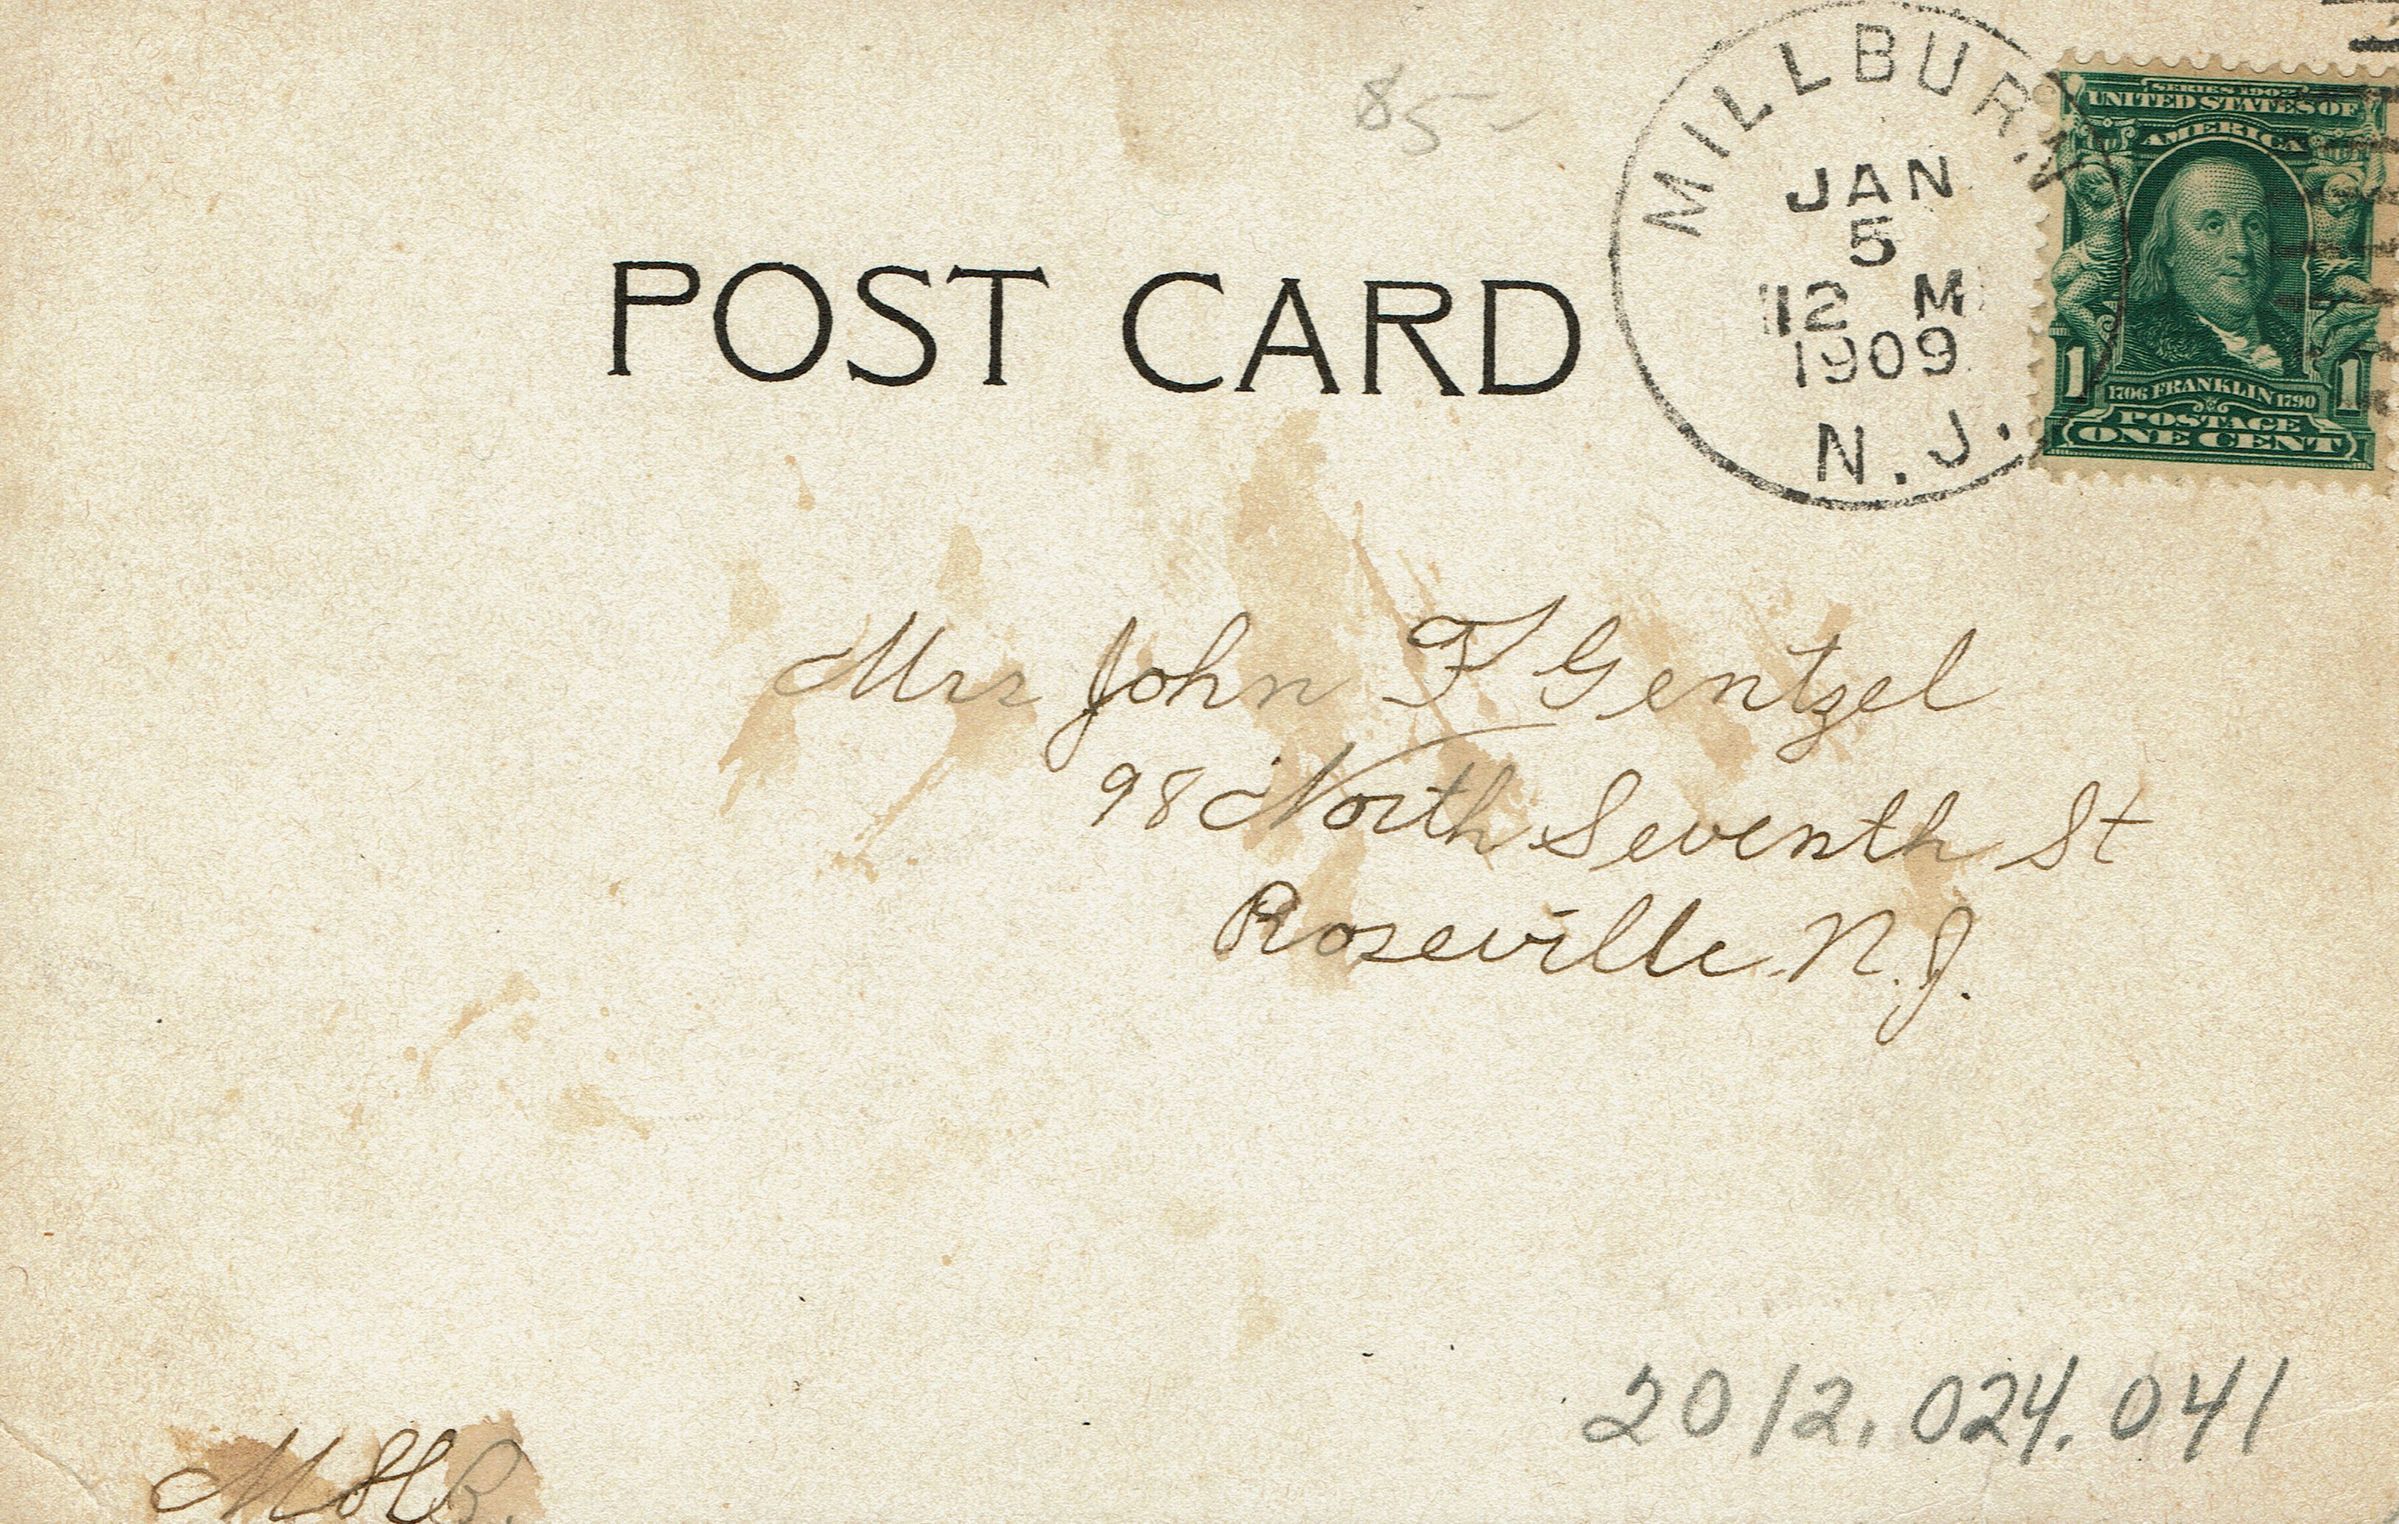 85-
MILLBURN
JAN
5
12 M
1909
N.J.
SERIES 1902
UNITED STATES OF
AMERICA
1 1706 FRANKLIN 1790 1
POSTAGE
ONE CENT
POST CARD
Mrs John F Gentzel
98 North Seventh St
Roseville N.J.
2012.024.041
M H B.